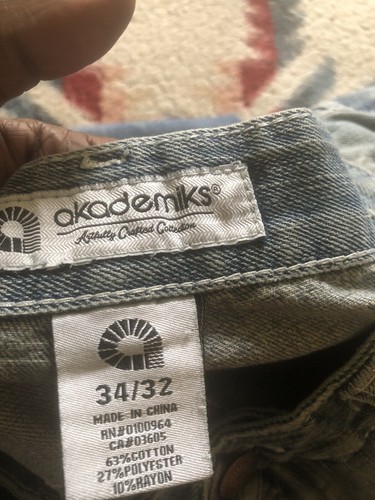 akademiks®
Artfully Crafted Collection
34/32
MADE IN CHINA
RN#0100964
CA#03605
63%COTTON
27%POLYESTER
10%RAYON